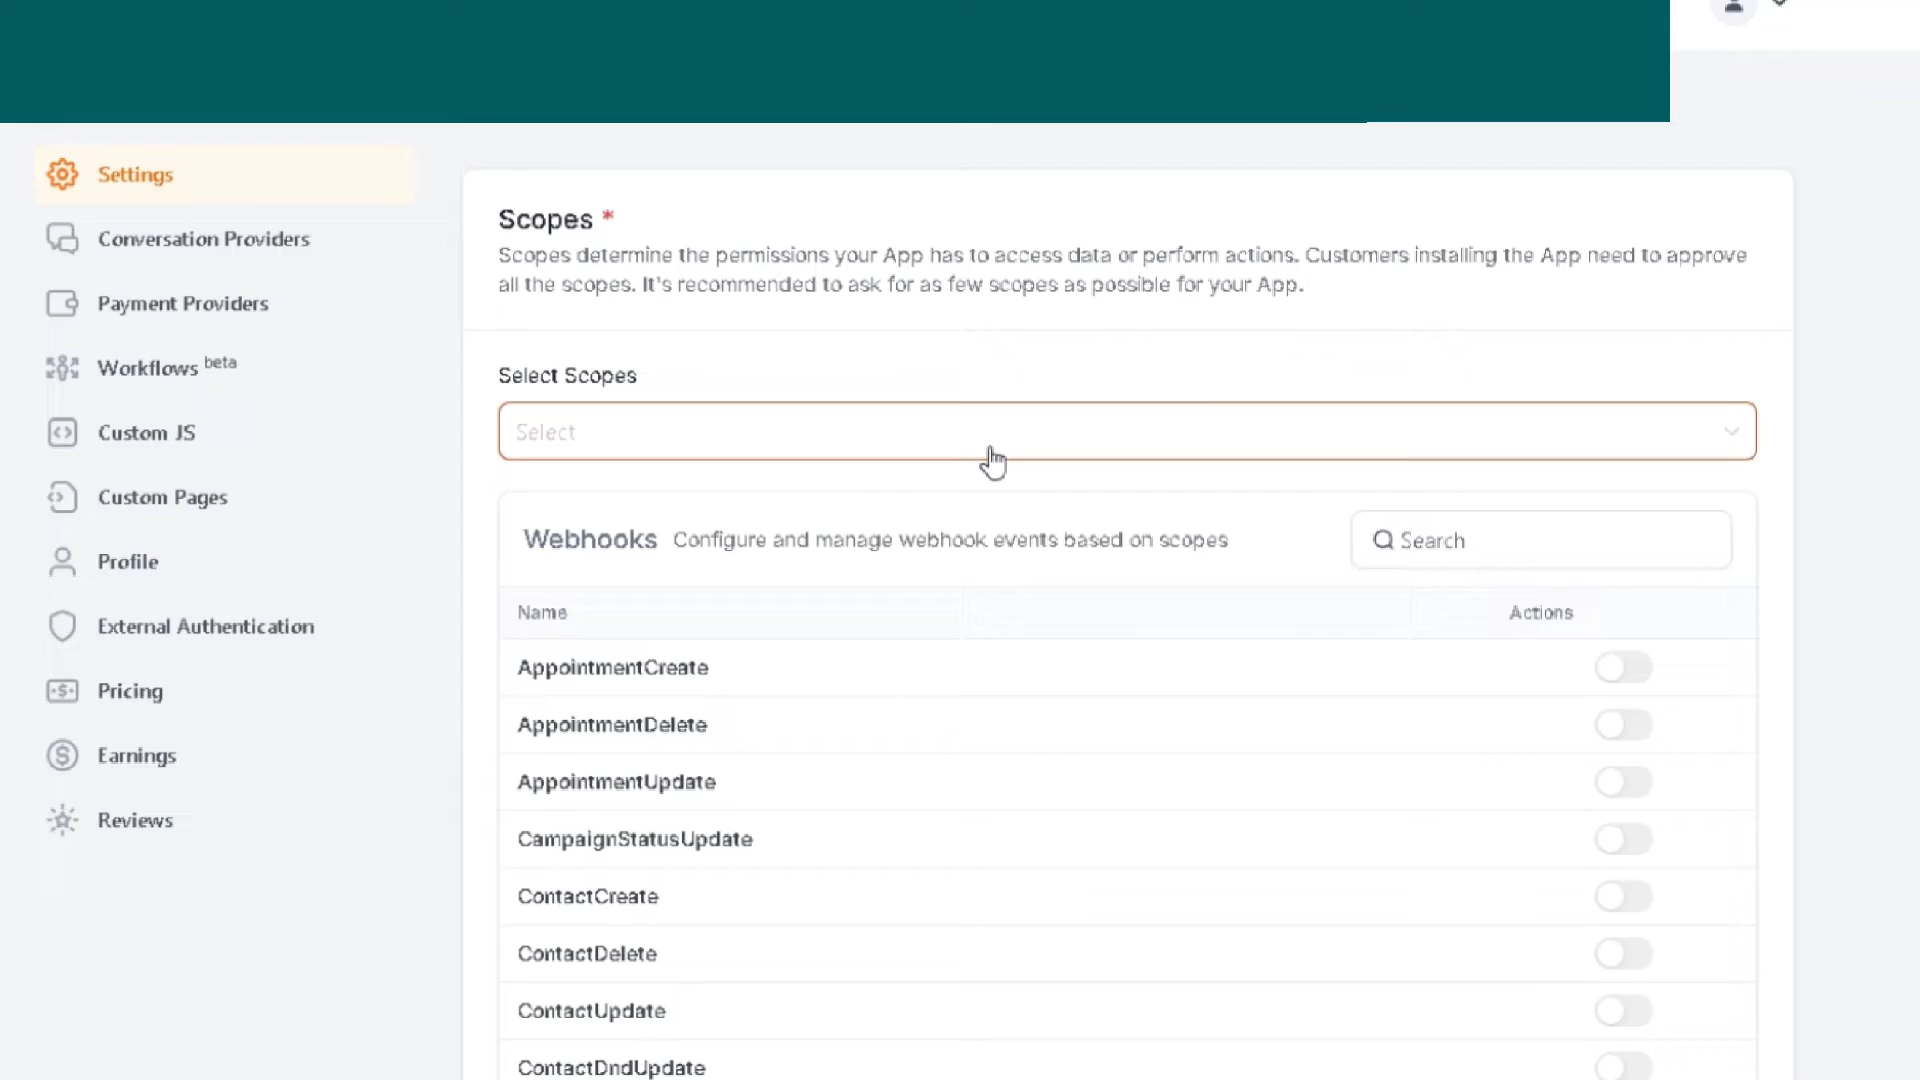 Settings
Conversation Providers
Payment Providers
Workflows beta
Custom JS
Custom Pages
Profile
External Authentication
Pricing
Earnings
Reviews
Scopes *
Scopes determine the permissions your App has to access data or perform actions. Customers installing the App need to approve
all the scopes. It's recommended to ask for as few scopes as possible for your App.
Select Scopes
Select
Webhooks Configure and manage webhook events based on scopes
Search
Name Actions
AppointmentCreate
AppointmentDelete
AppointmentUpdate
CampaignStatusUpdate
ContactCreate
ContactDelete
ContactUpdate
ContactDndUpdate